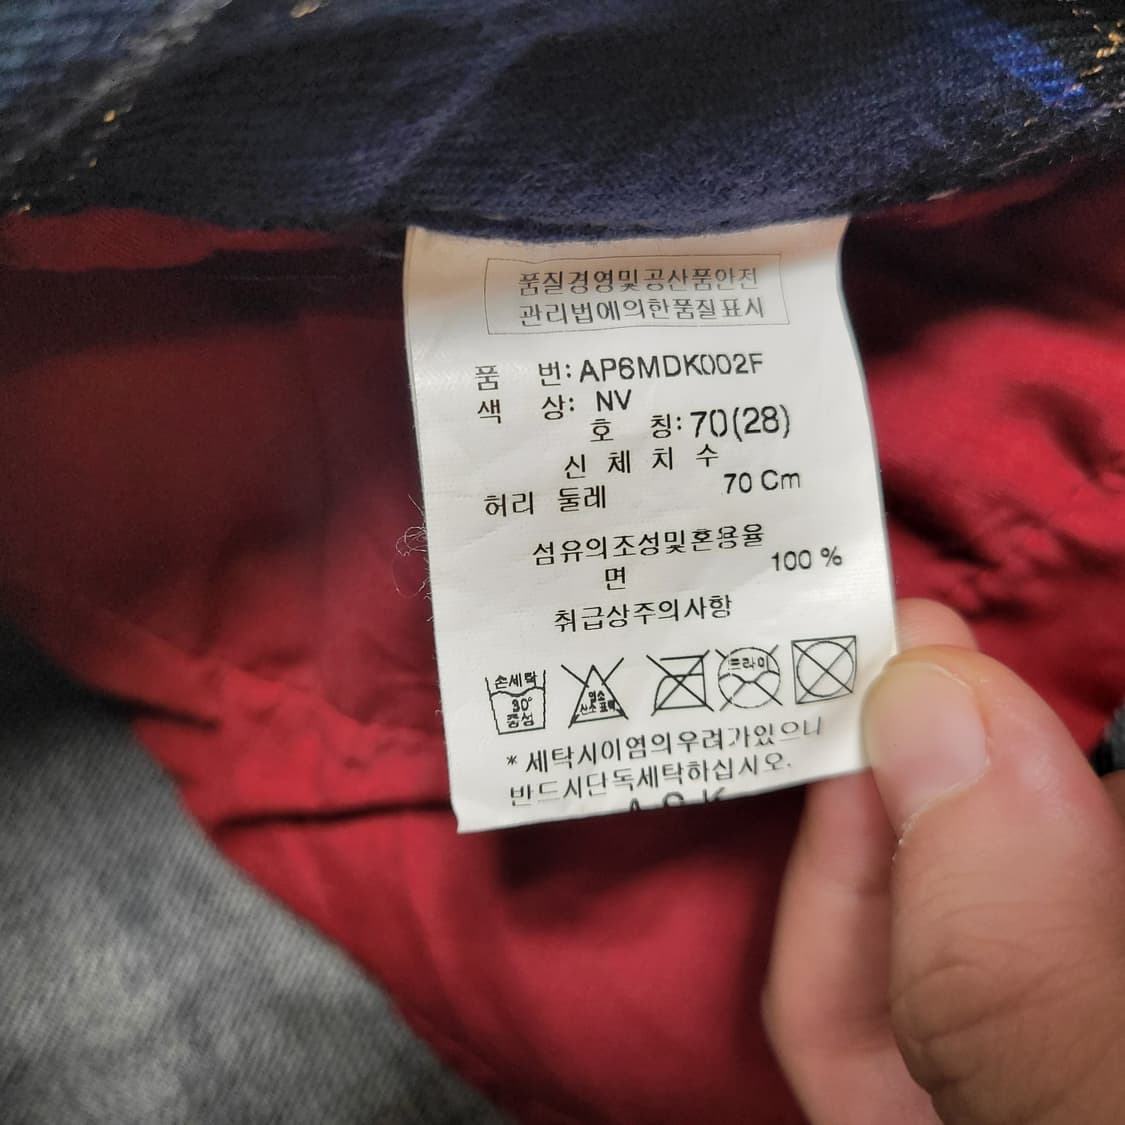 품질경영및공산품안전
관리법에의한품질표시
품 번: AP6MDK002F
색 상: NV
호 칭: 70(28)
신 체 치 수
허리 둘레 70 Cm
섬유의조성및혼용율
면 100 %
취급상주의사항
손세탁
30°
중성
염소
산소표백
드라이
*세탁시이염의우려가있으니
반드시단독세탁하십시오.